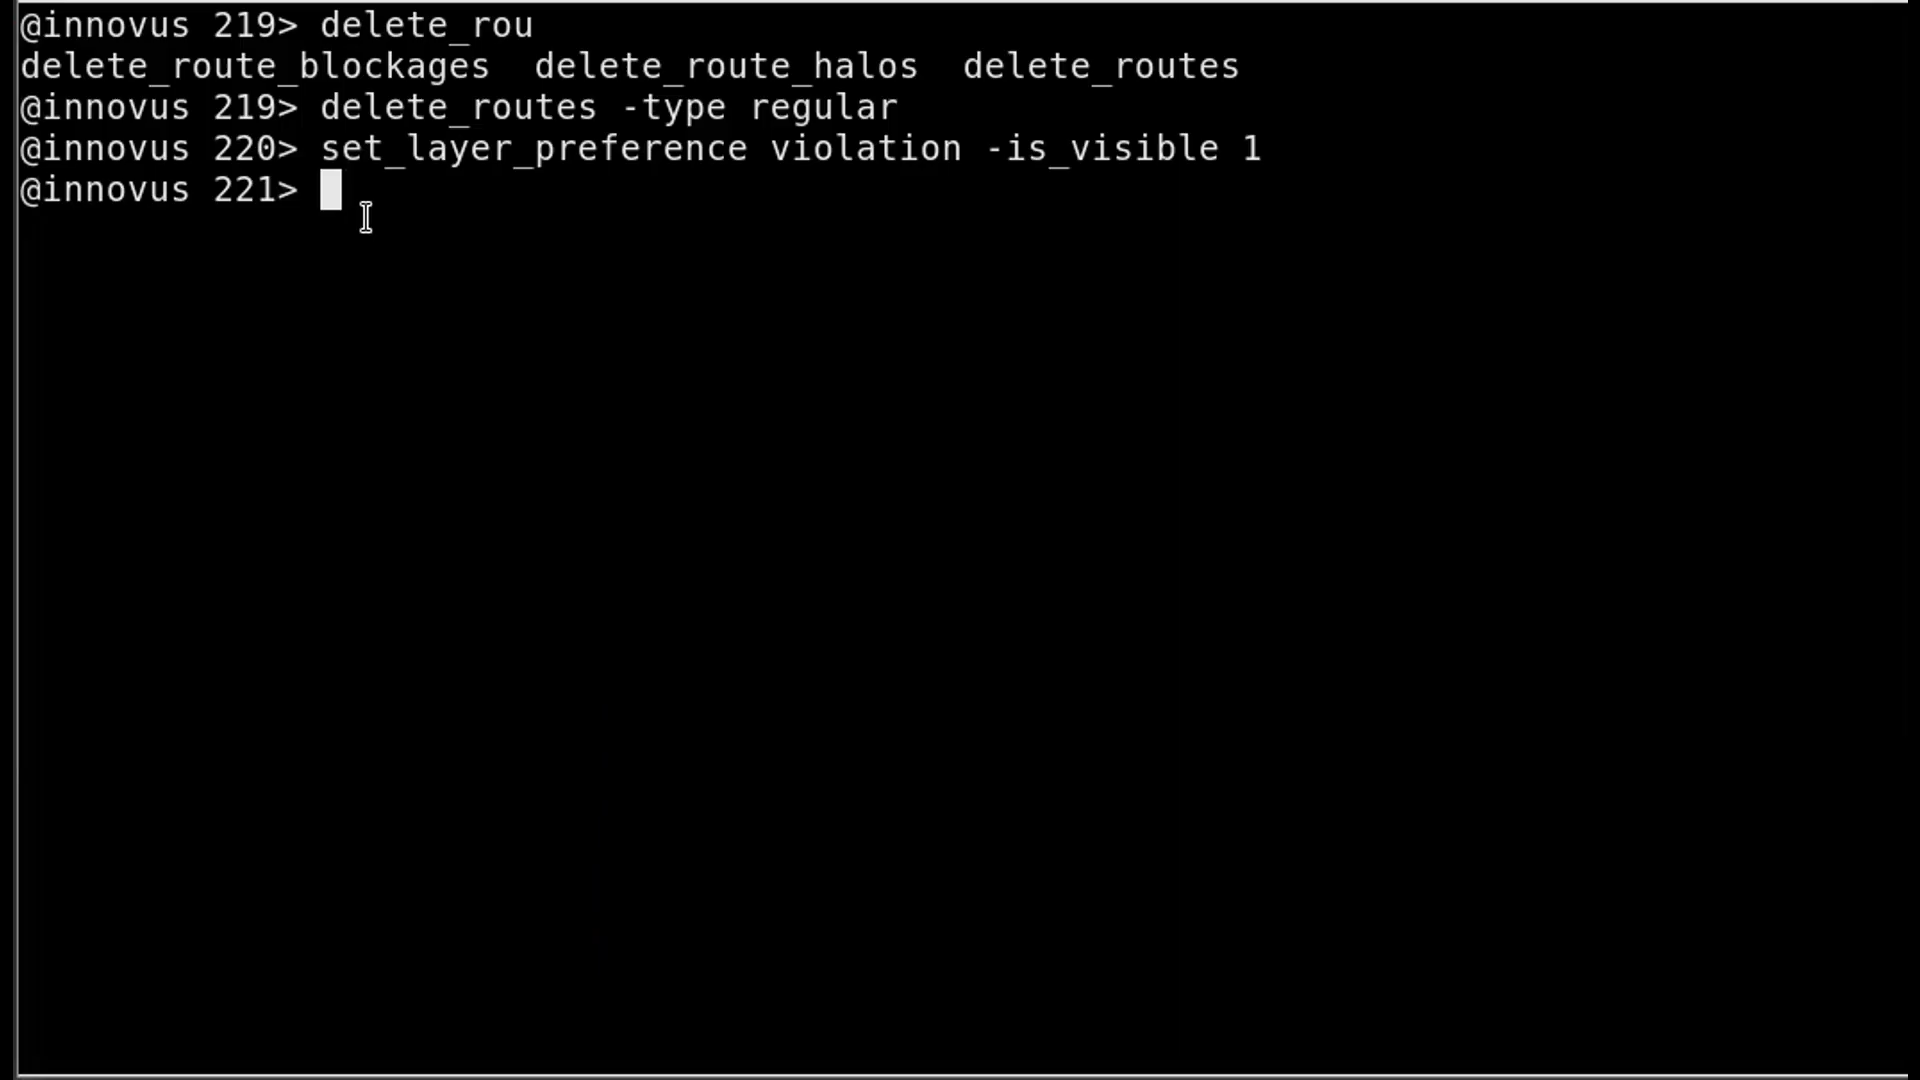 @innovus 219> delete_rou
delete_route_blockages  delete_route_halos  delete_routes
@innovus 219> delete_routes -type regular
@innovus 220> set_layer_preference violation -is_visible 1
@innovus 221>